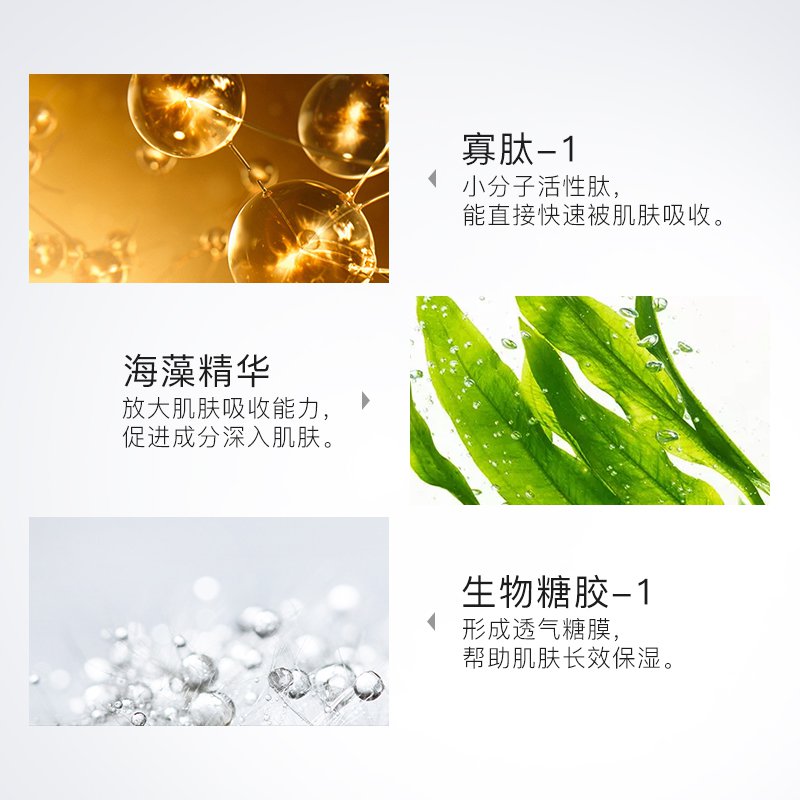 寡肽-1
小分子活性肽，
能直接快速被肌肤吸收。
海藻精华
放大肌肤吸收能力，
促进成分深入肌肤。
生物糖胶-1
形成透气糖膜，
帮助肌肤长效保湿。